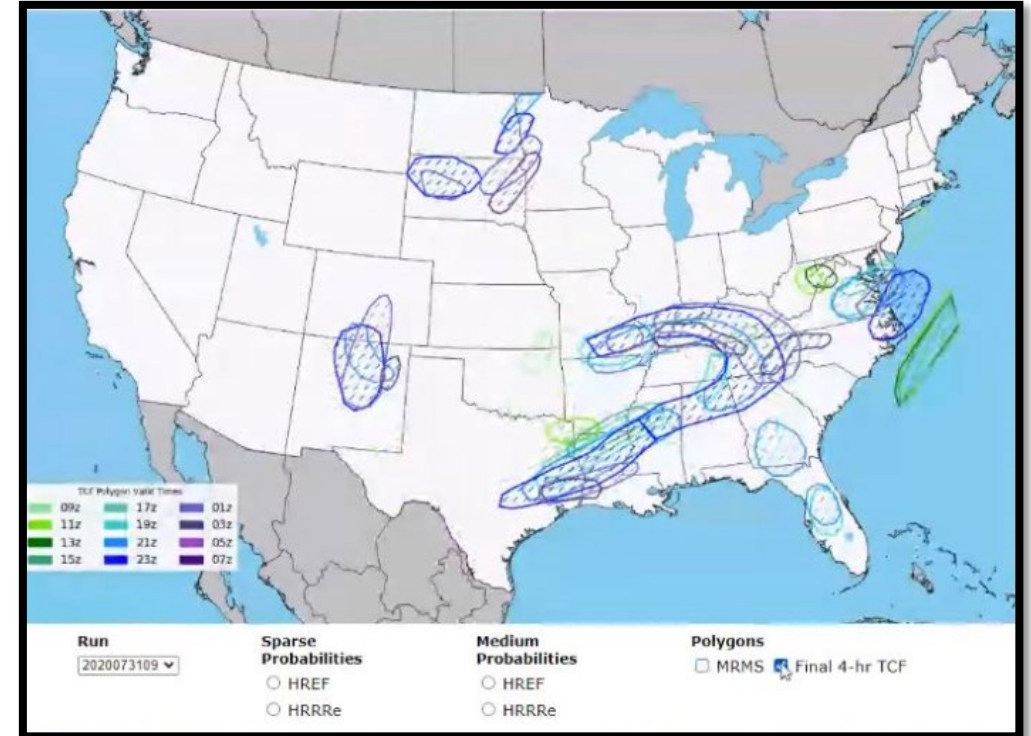 TCF Polygon Valid Times
09z 17z 01z
11z 19z 03z
13z 21z 05z
15z 23z 07z
Run
2020073109
Sparse
Probabilities
HREF
HRRRe
Medium
Probabilities
HREF
HRRRe
Polygons
MRMS Final 4-hr TCF